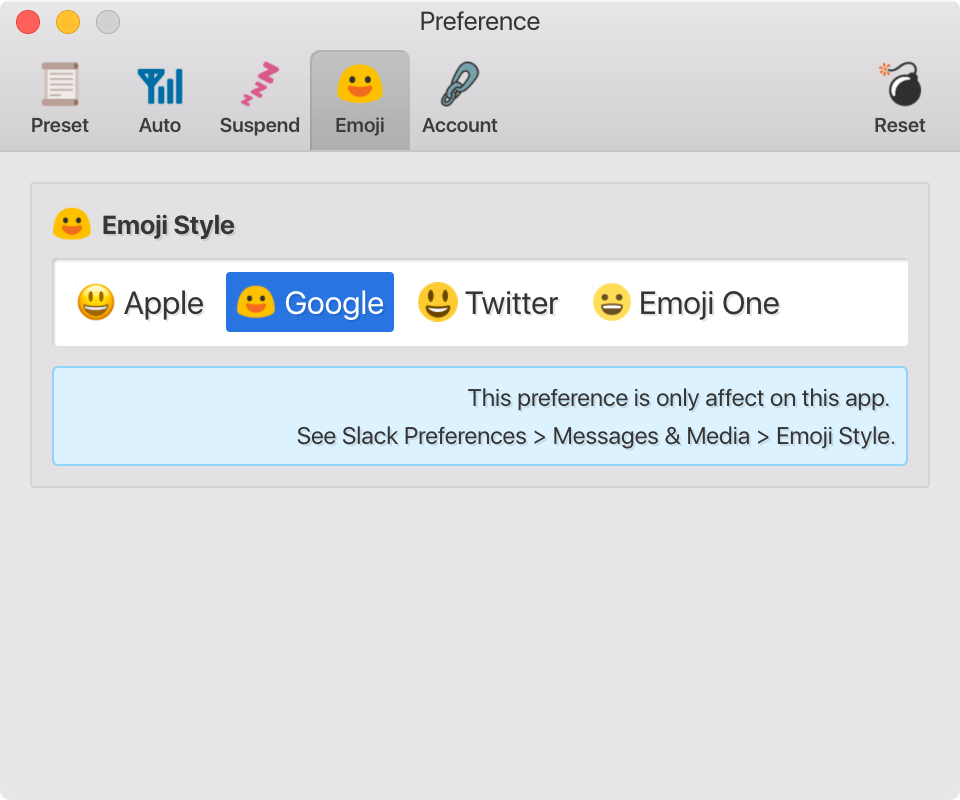 Preference
Preset Auto Suspend Emoji Account Reset
Emoji Style
Apple Google Twitter Emoji One
This preference is only affect on this app.
See Slack Preferences > Messages & Media > Emoji Style.